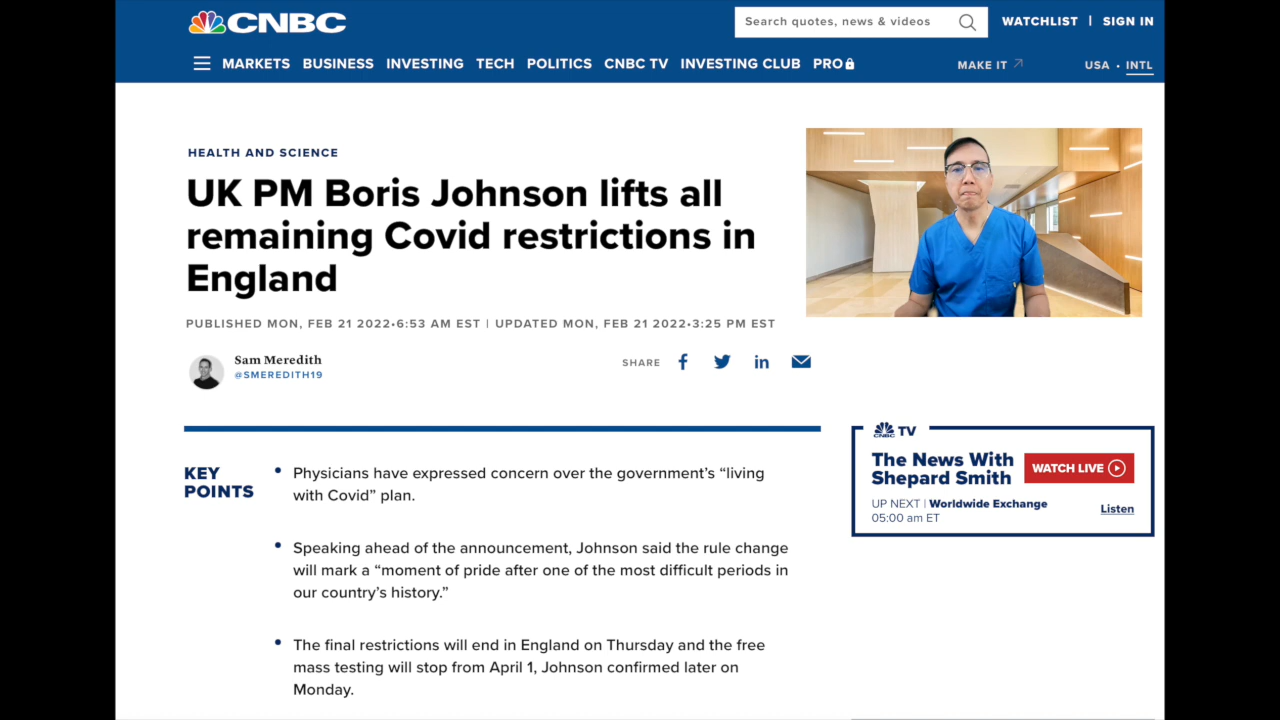 CNBC
Search quotes, news & videos
WATCHLIST | SIGN IN
MARKETS BUSINESS INVESTING TECH POLITICS CNBC TV INVESTING CLUB PRO
MAKE IT
USA • INTL
HEALTH AND SCIENCE
UK PM Boris Johnson lifts all
remaining Covid restrictions in
England
PUBLISHED MON, FEB 21 2022•6:53 AM EST | UPDATED MON, FEB 21 2022•3:25 PM EST
Sam Meredith
@SMEREDITH19
SHARE
KEY
POINTS
• Physicians have expressed concern over the government’s “living
with Covid” plan.
• Speaking ahead of the announcement, Johnson said the rule change
will mark a “moment of pride after one of the most difficult periods in
our country’s history.”
• The final restrictions will end in England on Thursday and the free
mass testing will stop from April 1, Johnson confirmed later on
Monday.
CNBC TV
The News With
Shepard Smith
WATCH LIVE
UP NEXT | Worldwide Exchange
05:00 am ET
Listen